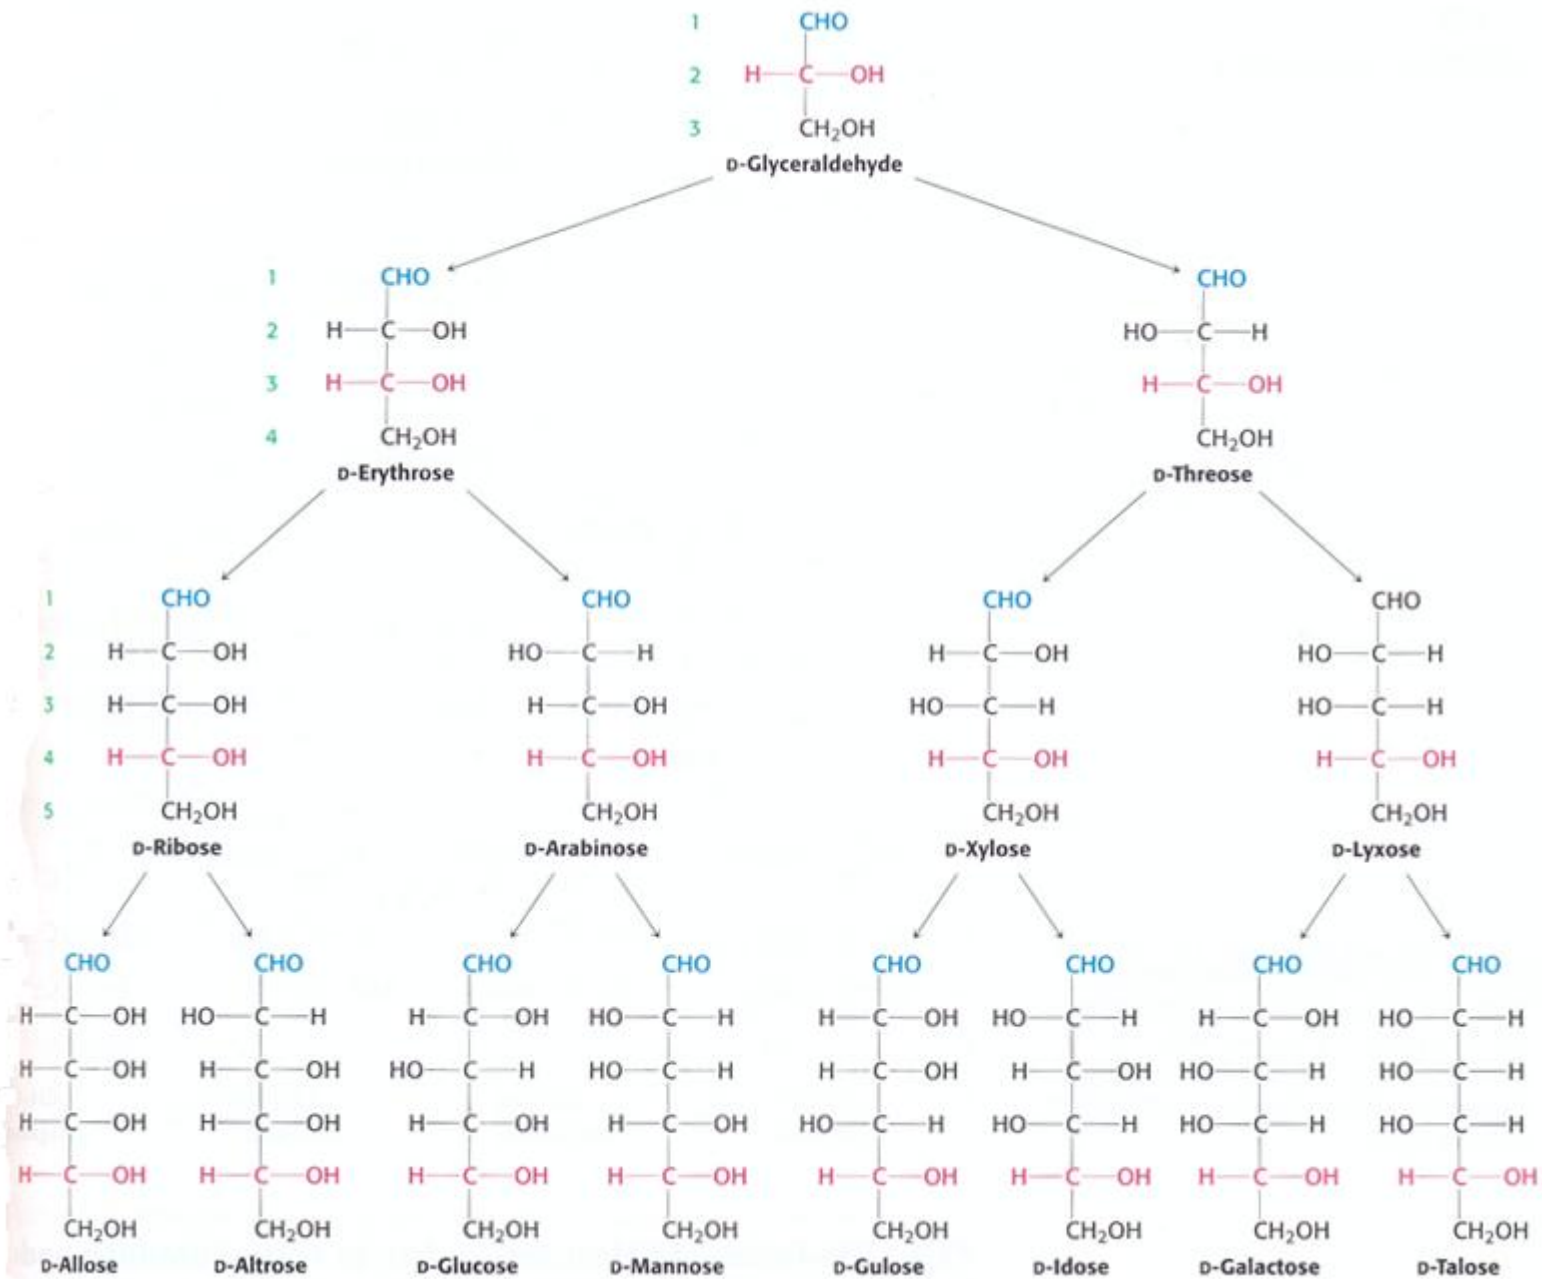 1 CHO
2 H—C—OH
3 CH₂OH
D-Glyceraldehyde
1 CHO CHO
2 H—C—OH HO—C—H
3 H—C—OH H—C—OH
4 CH₂OH CH₂OH
D-Erythrose D-Threose
1 CHO CHO CHO CHO
2 H—C—OH HO—C—H H—C—OH HO—C—H
3 H—C—OH H—C—OH HO—C—H HO—C—H
4 H—C—OH H—C—OH H—C—OH H—C—OH
5 CH₂OH CH₂OH CH₂OH CH₂OH
D-Ribose D-Arabinose D-Xylose D-Lyxose
CHO CHO CHO CHO CHO CHO CHO CHO
H—C—OH HO—C—H H—C—OH HO—C—H H—C—OH HO—C—H H—C—OH HO—C—H
H—C—OH H—C—OH HO—C—H HO—C—H H—C—OH H—C—OH HO—C—H HO—C—H
H—C—OH H—C—OH H—C—OH H—C—OH HO—C—H HO—C—H HO—C—H HO—C—H
H—C—OH H—C—OH H—C—OH H—C—OH H—C—OH H—C—OH H—C—OH H—C—OH
CH₂OH CH₂OH CH₂OH CH₂OH CH₂OH CH₂OH CH₂OH CH₂OH
D-Allose D-Altrose D-Glucose D-Mannose D-Gulose D-Idose D-Galactose D-Talose